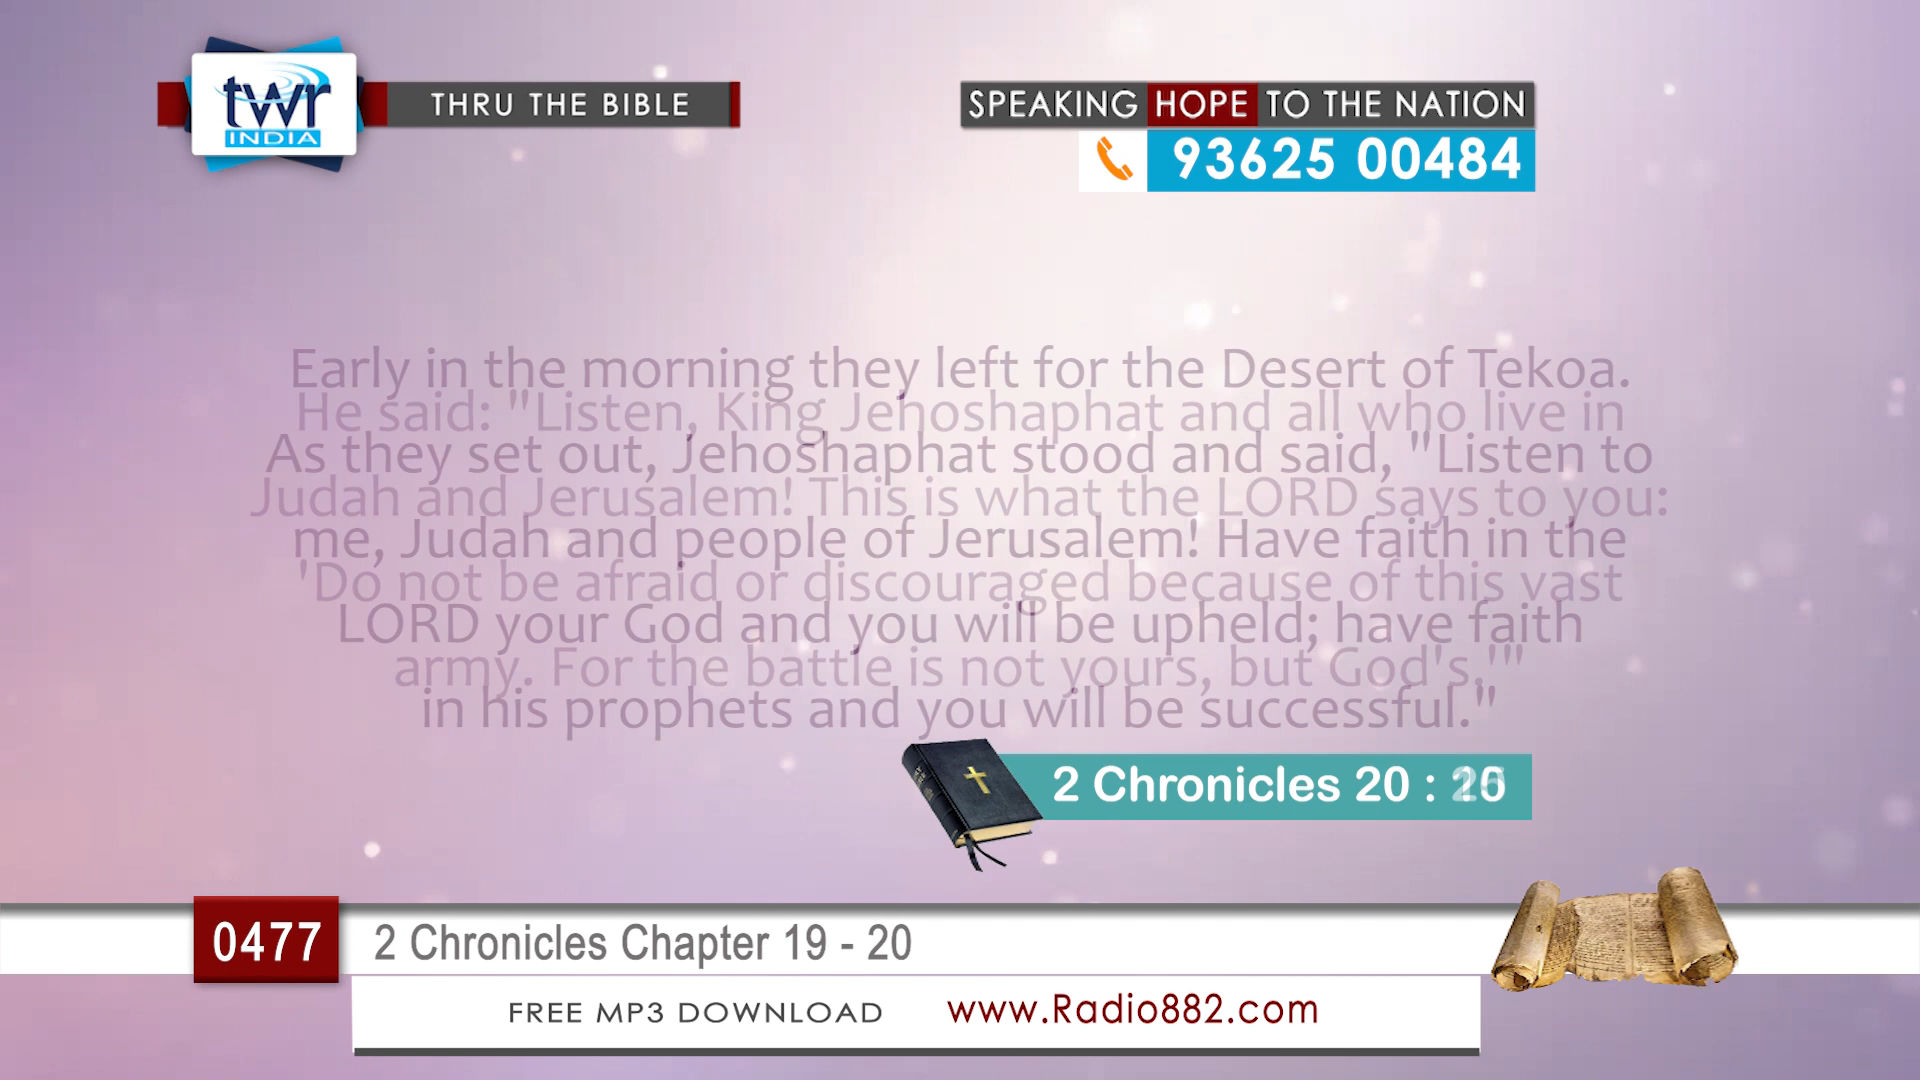 twr
INDIA
THRU THE BIBLE
SPEAKING HOPE TO THE NATION
93625 00484
Early in the morning they left for the Desert of Tekoa.
He said: "Listen, King Jehoshaphat and all who live in
As they set out, Jehoshaphat stood and said, "Listen to
Judah and Jerusalem! This is what the LORD says to you:
me, Judah and people of Jerusalem! Have faith in the
'Do not be afraid or discouraged because of this vast
LORD your God and you will be upheld; have faith
army. For the battle is not yours, but God's.'"
in his prophets and you will be successful."
2 Chronicles 20 :
0477
2 Chronicles Chapter 19 - 20
FREE MP3 DOWNLOAD
www.Radio882.com